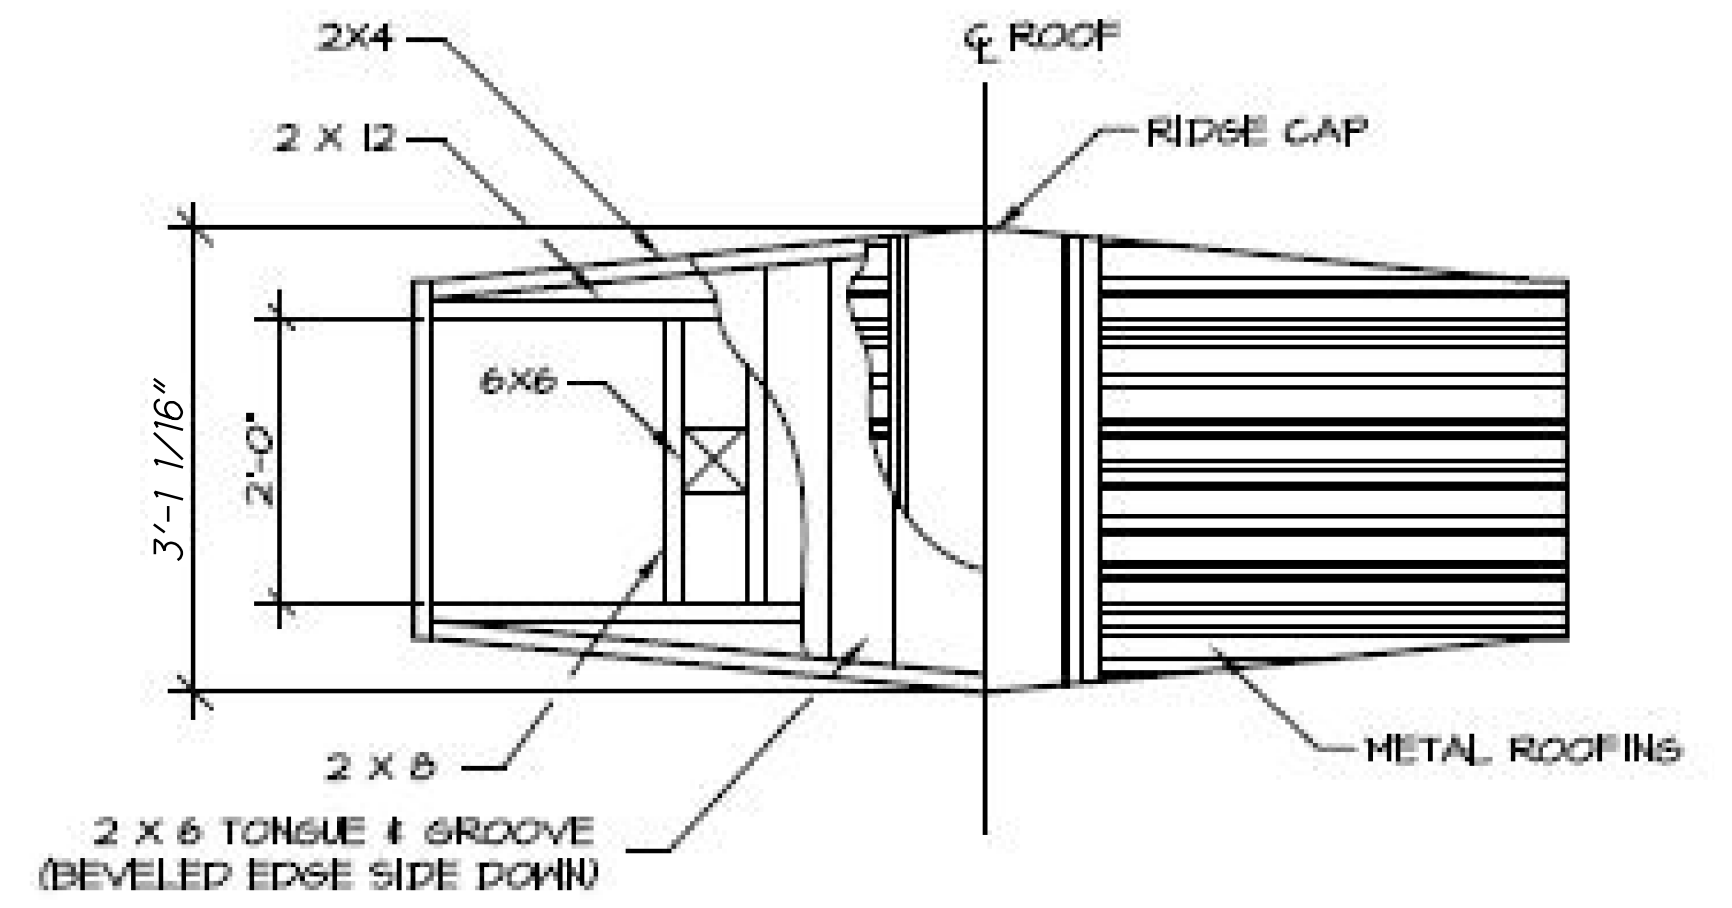 2X4
℄ ROOF
2 X 12
RIDGE CAP
6X6
3'-1 1/16"
2'-0"
2 X 8
METAL ROOFING
2 X 6 TONGUE & GROOVE
(BEVELED EDGE SIDE DOWN)